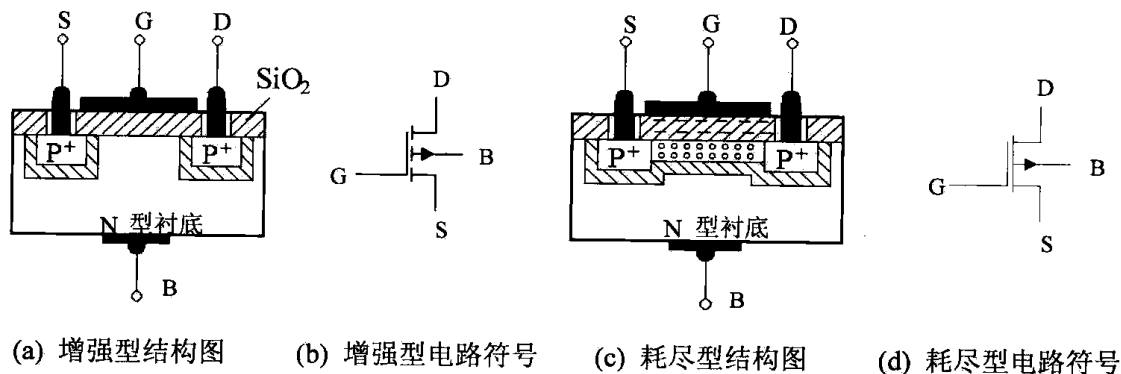 S G D
SiO₂
P⁺ P⁺
N 型衬底
B
D
G B
S
S G D
P⁺ P⁺
N 型衬底
B
D
G B
S
(a) 增强型结构图 (b) 增强型电路符号 (c) 耗尽型结构图 (d) 耗尽型电路符号